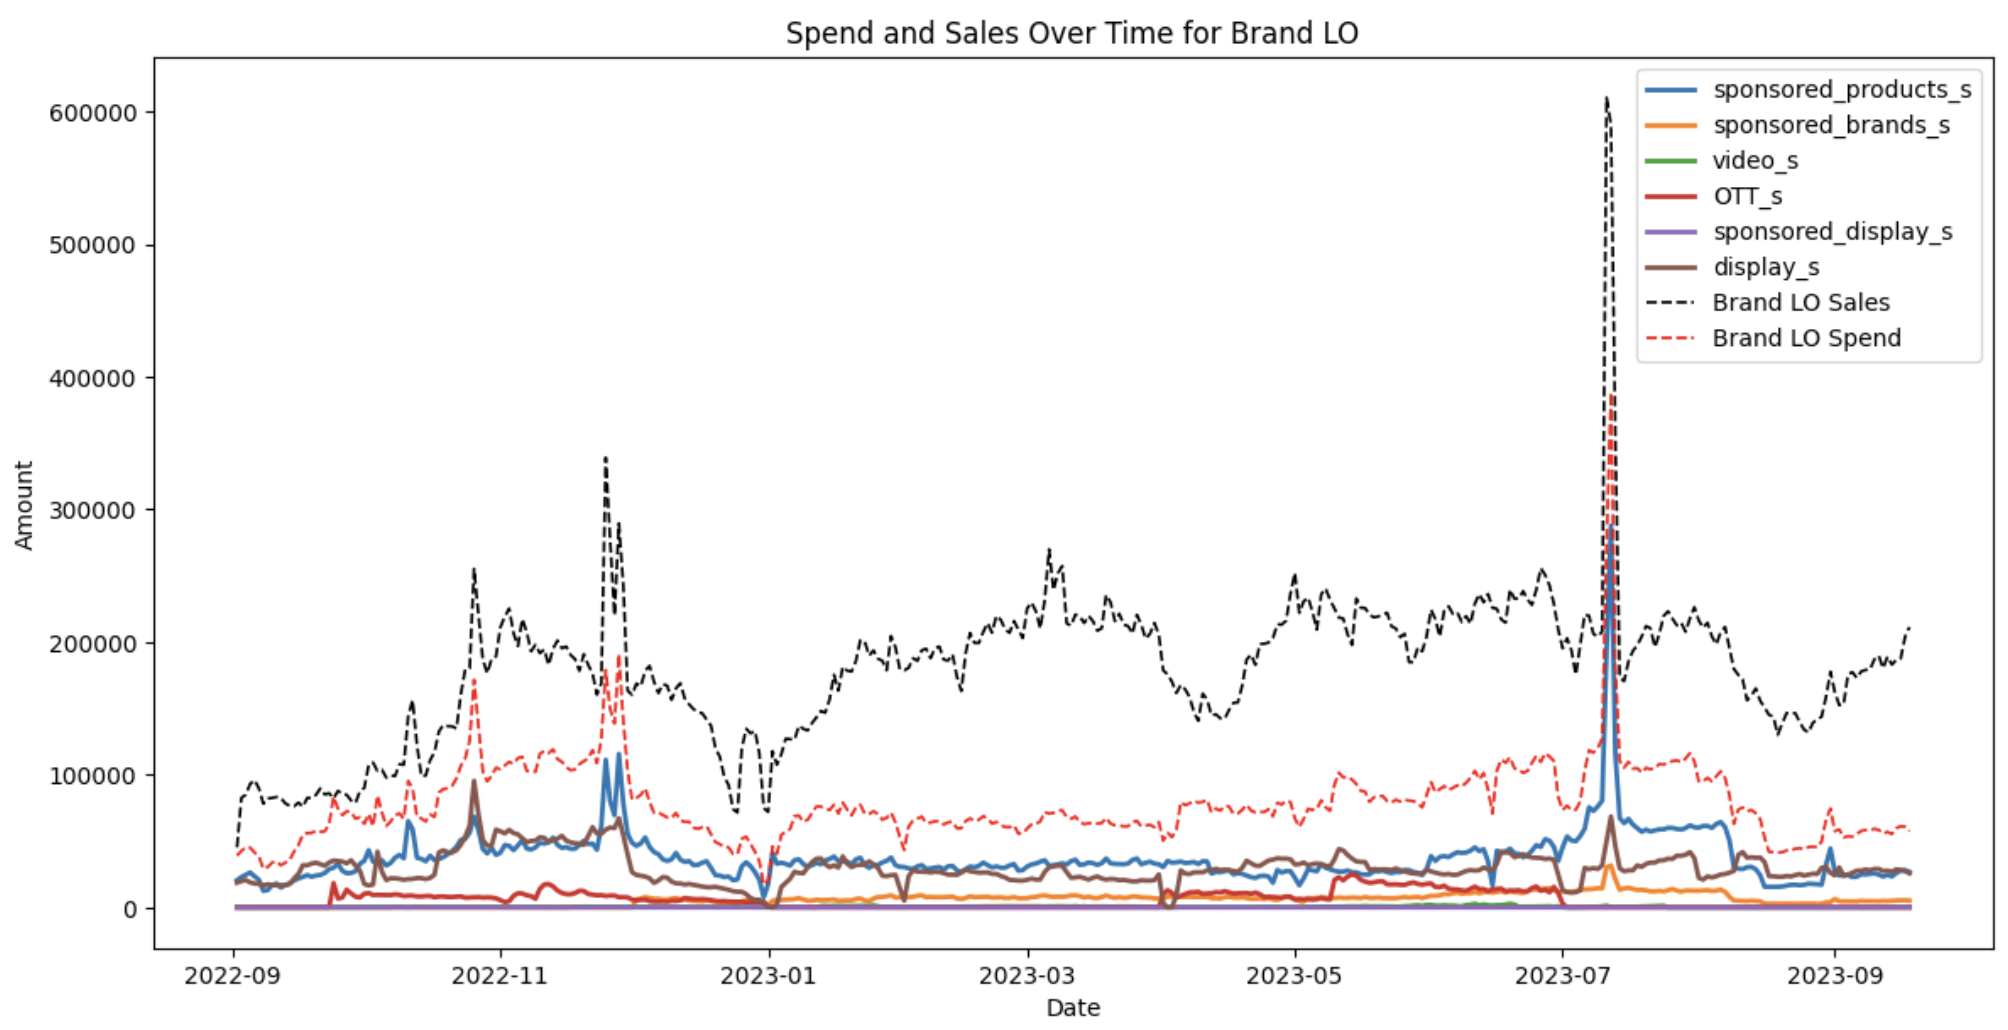 Spend and Sales Over Time for Brand LO
sponsored_products_s
sponsored_brands_s
video_s
OTT_s
sponsored_display_s
display_s
Brand LO Sales
Brand LO Spend
600000
500000
400000
300000
200000
100000
0
Amount
2022-09
2022-11
2023-01
2023-03
2023-05
2023-07
2023-09
Date